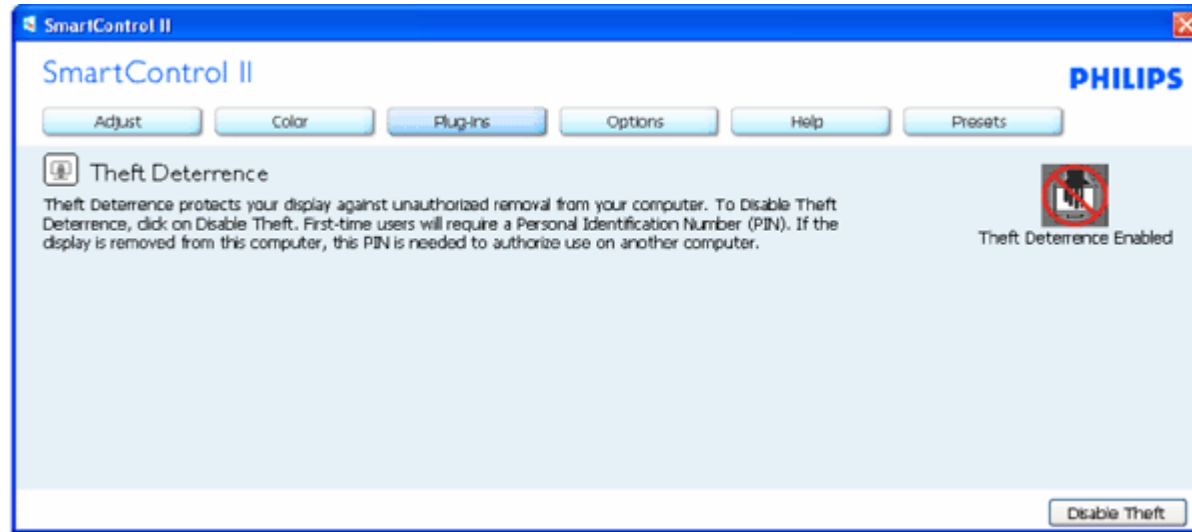 SmartControl II
SmartControl II
PHILIPS
Adjust Color Plug-Ins Options Help Presets
Theft Deterrence
Theft Deterrence protects your display against unauthorized removal from your computer. To Disable Theft
Deterrence, click on Disable Theft. First-time users will require a Personal Identification Number (PIN). If the
display is removed from this computer, this PIN is needed to authorize use on another computer.
Theft Deterrence Enabled
Disable Theft